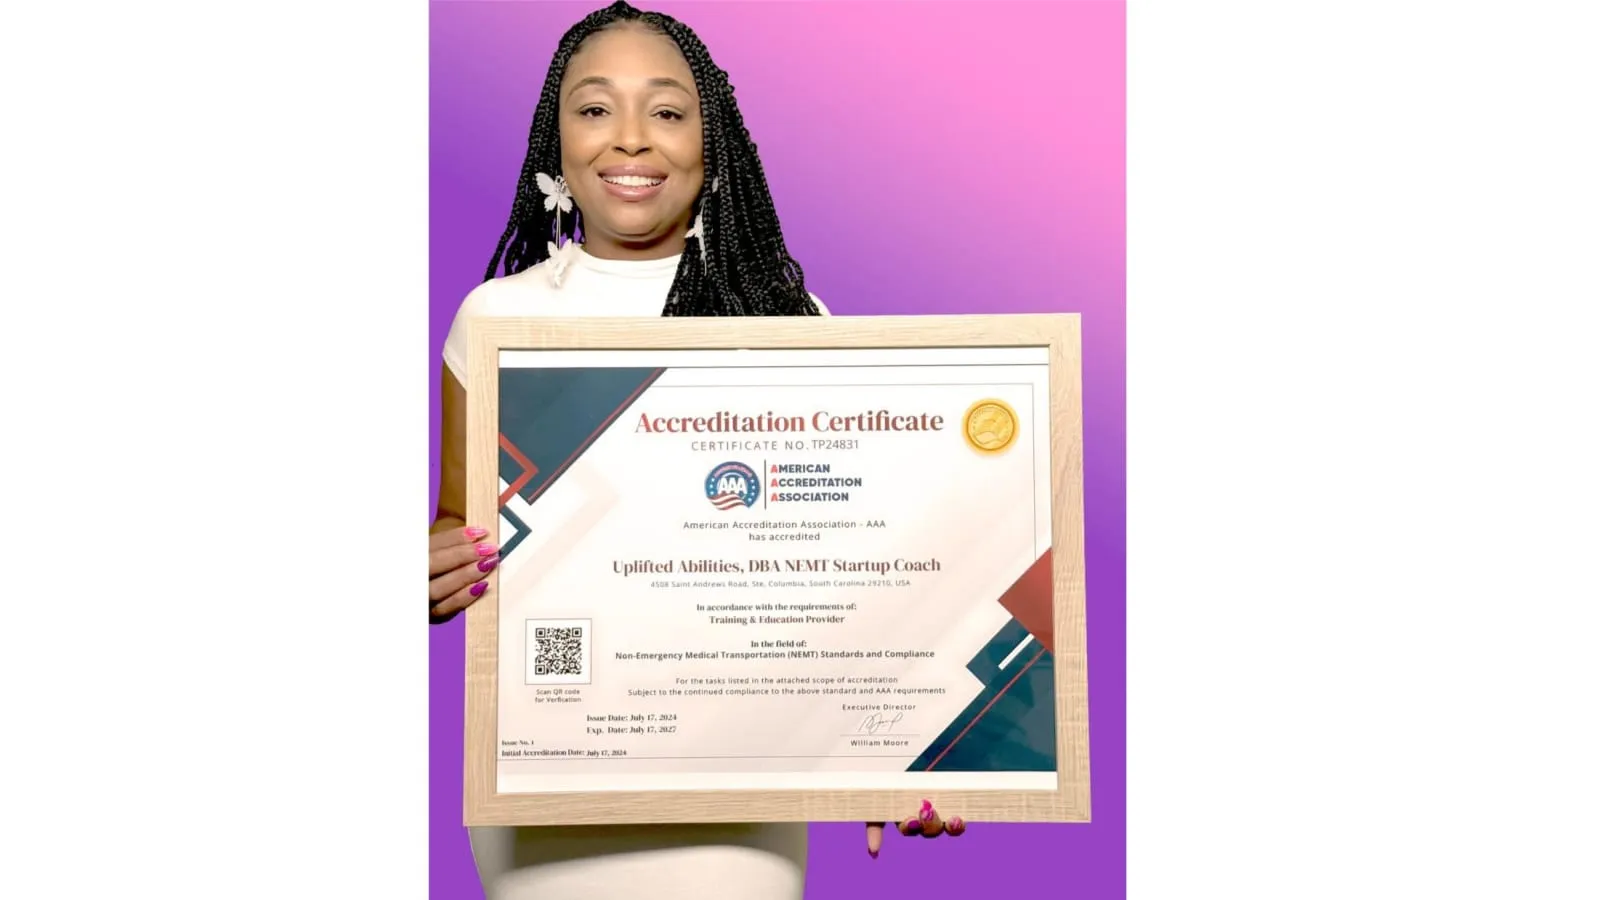 Accreditation Certificate
CERTIFICATE NO. TP24831
AAA
AMERICAN
ACCREDITATION
ASSOCIATION
American Accreditation Association - AAA
has accredited
Uplifted Abilities, DBA NEMT Startup Coach
4508 Saint Andrews Road, Ste, Columbia, South Carolina 29210, USA
In accordance with the requirements of:
Training & Education Provider
In the field of:
Non-Emergency Medical Transportation (NEMT) Standards and Compliance
For the tasks listed in the attached scope of accreditation
Subject to the continued compliance to the above standard and AAA requirements
Scan QR code
for Verification
Executive Director
William Moore
Issue Date: July 17, 2024
Exp. Date: July 17, 2027
Issue No. 1
Initial Accreditation Date: July 17, 2024